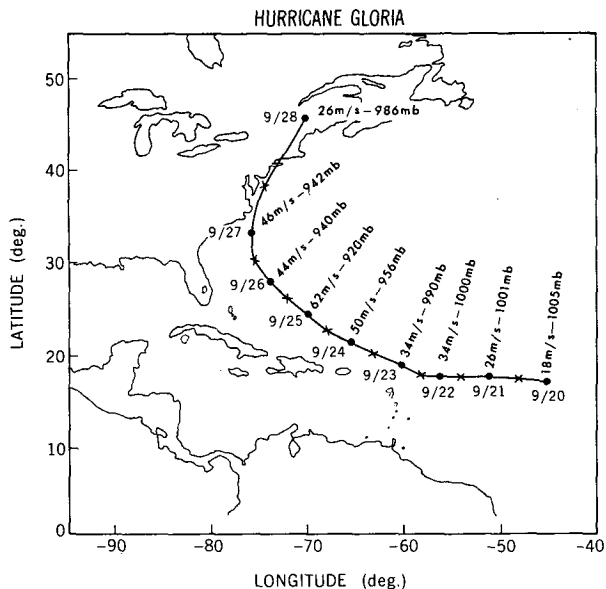 HURRICANE GLORIA
50
40
30
20
10
0
LATITUDE (deg.)
9/28
26m/s–986mb
9/27
46m/s–942mb
9/26
44m/s–940mb
9/25
62m/s–920mb
9/24
50m/s–956mb
9/23
34m/s–990mb
9/22
34m/s–1000mb
9/21
26m/s–1001mb
9/20
18m/s–1005mb
-90
-80
-70
-60
-50
-40
LONGITUDE (deg.)